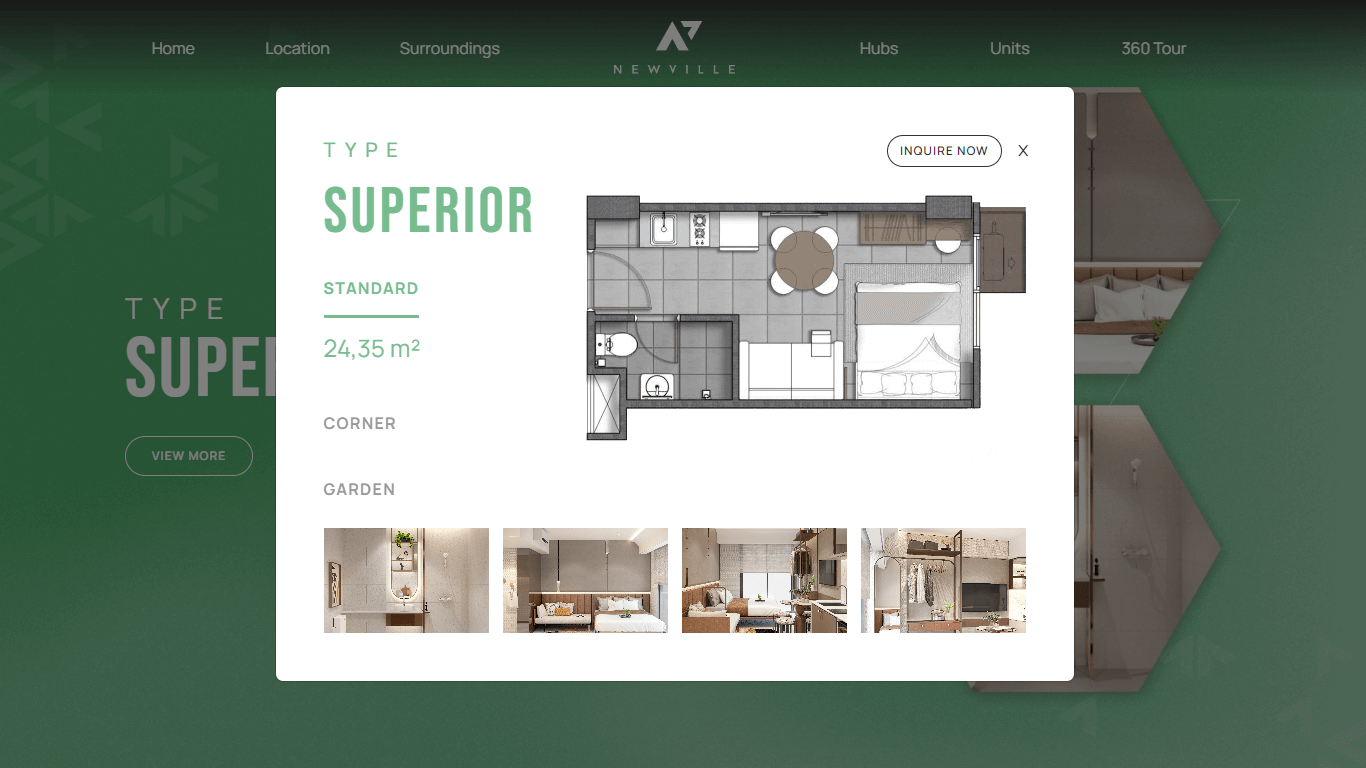 Home
Location
Surroundings
NEWVILLE
Hubs
Units
360 Tour
TYPE
SUPERIOR
INQUIRE NOW
X
STANDARD
24,35 m²
CORNER
GARDEN
TYPE
SUPE
VIEW MORE